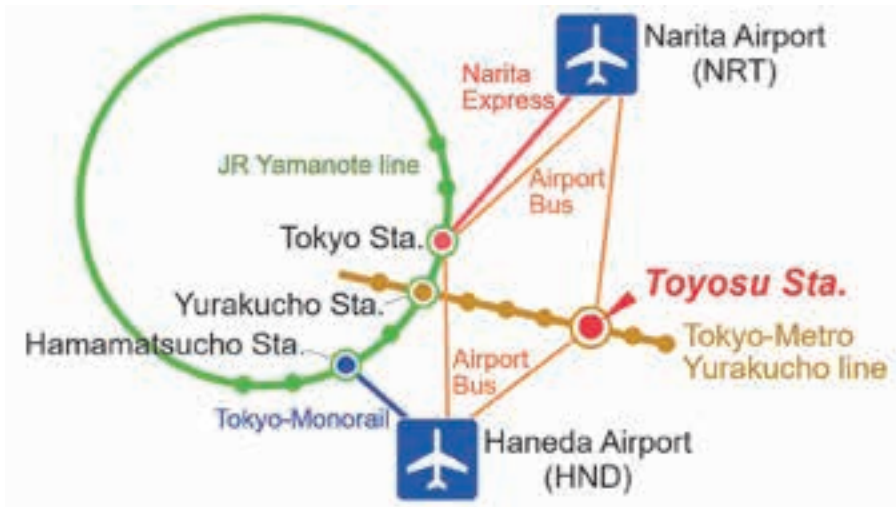 Narita Airport
(NRT)
Narita
Express
JR Yamanote line
Airport
Bus
Tokyo Sta.
Toyosu Sta.
Yurakucho Sta.
Tokyo-Metro
Yurakucho line
Hamamatsucho Sta.
Airport
Bus
Tokyo-Monorail
Haneda Airport
(HND)